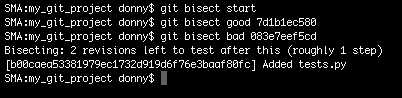 SMA:my_git_project donny$ git bisect start
SMA:my_git_project donny$ git bisect good 7d1b1ec580
SMA:my_git_project donny$ git bisect bad 083e7eef5cd
Bisecting: 2 revisions left to test after this (roughly 1 step)
[b00caea53381979ec1732d919d6f76e3baaf80fc] Added tests.py
SMA:my_git_project donny$